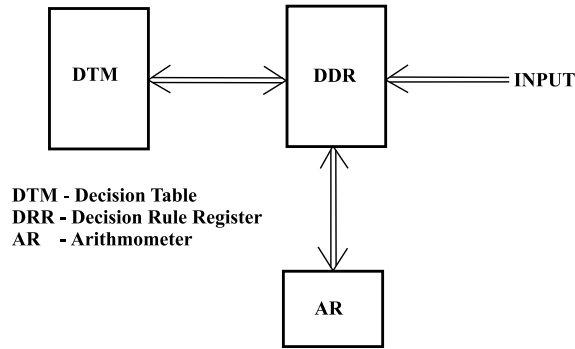 DTM
DDR
INPUT
DTM - Decision Table
DRR - Decision Rule Register
AR - Arithmometer
AR